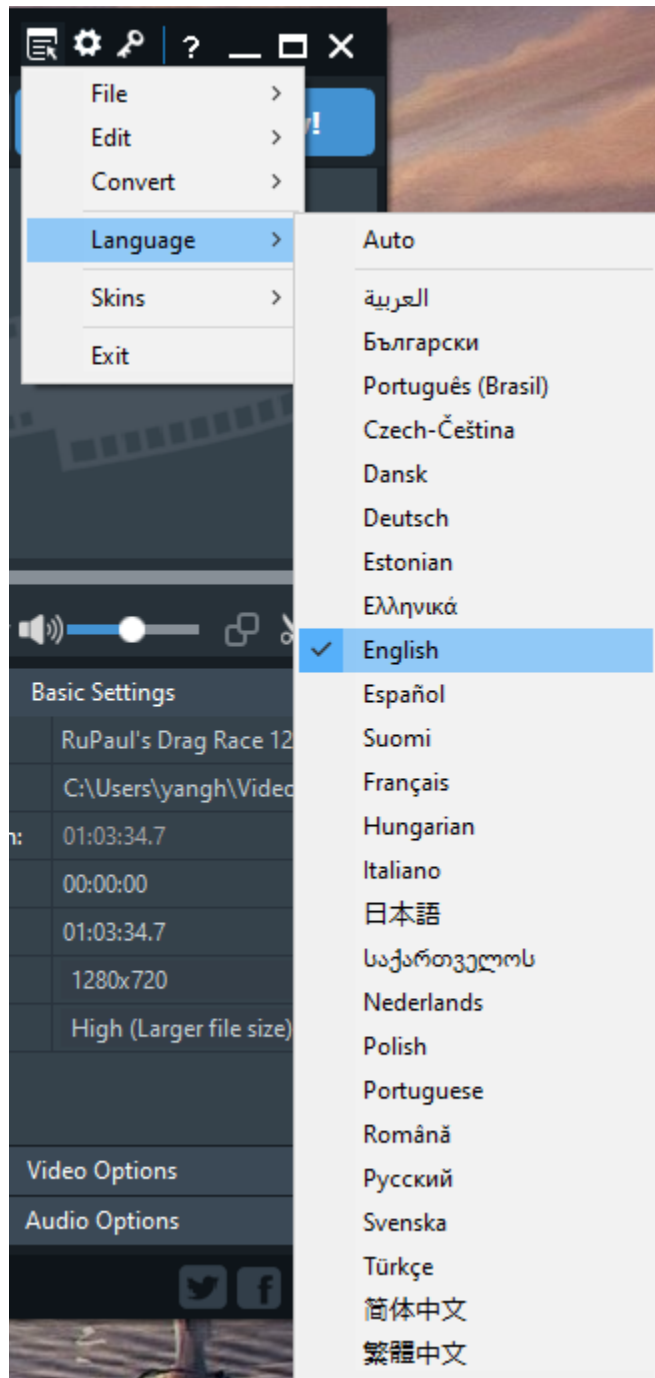 ?
File
Edit
Convert
Language
Skins
Exit
!
Auto
العربية
Български
Português (Brasil)
Czech-Čeština
Dansk
Deutsch
Estonian
Ελληνικά
English
Español
Suomi
Français
Hungarian
Italiano
日本語
საქართველოს
Nederlands
Polish
Portuguese
Română
Русский
Svenska
Türkçe
简体中文
繁體中文
Basic Settings
RuPaul's Drag Race 12
C:\Users\yangh\Video
01:03:34.7
00:00:00
01:03:34.7
1280x720
High (Larger file size)
Video Options
Audio Options